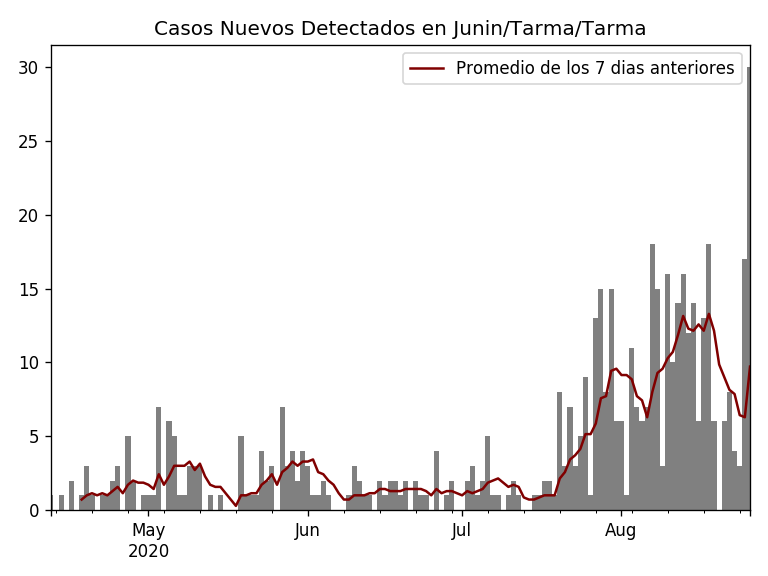 Casos Nuevos Detectados en Junin/Tarma/Tarma
Promedio de los 7 dias anteriores
30
25
20
15
10
5
0
May
2020
Jun
Jul
Aug